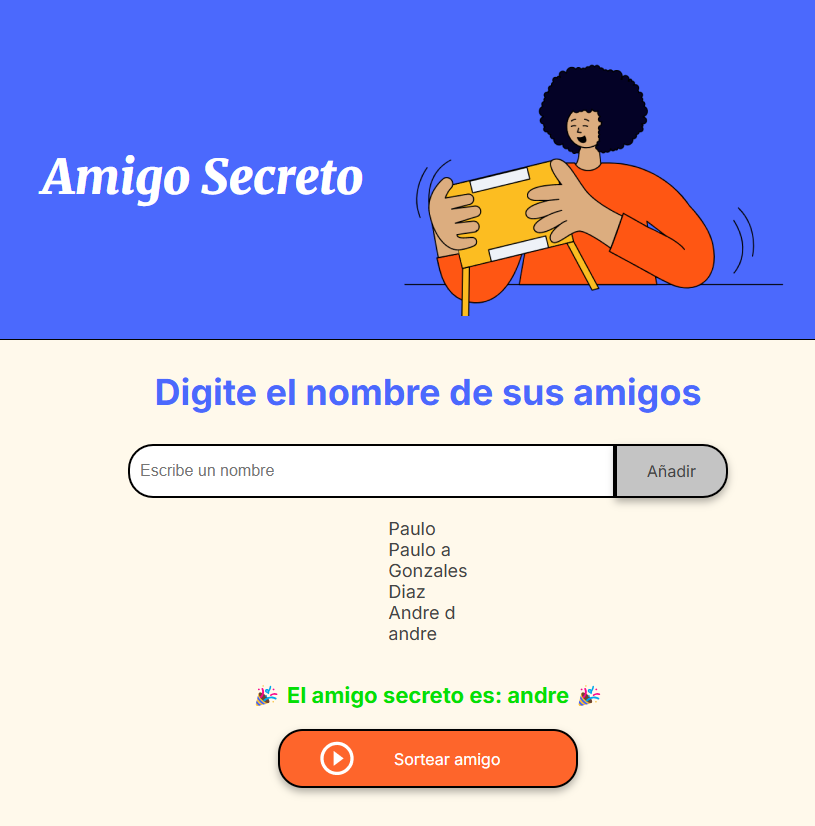 Amigo Secreto
Digite el nombre de sus amigos
Escribe un nombre
Añadir
Paulo
Paulo a
Gonzales
Diaz
Andre d
andre
🎉 El amigo secreto es: andre 🎉
Sortear amigo